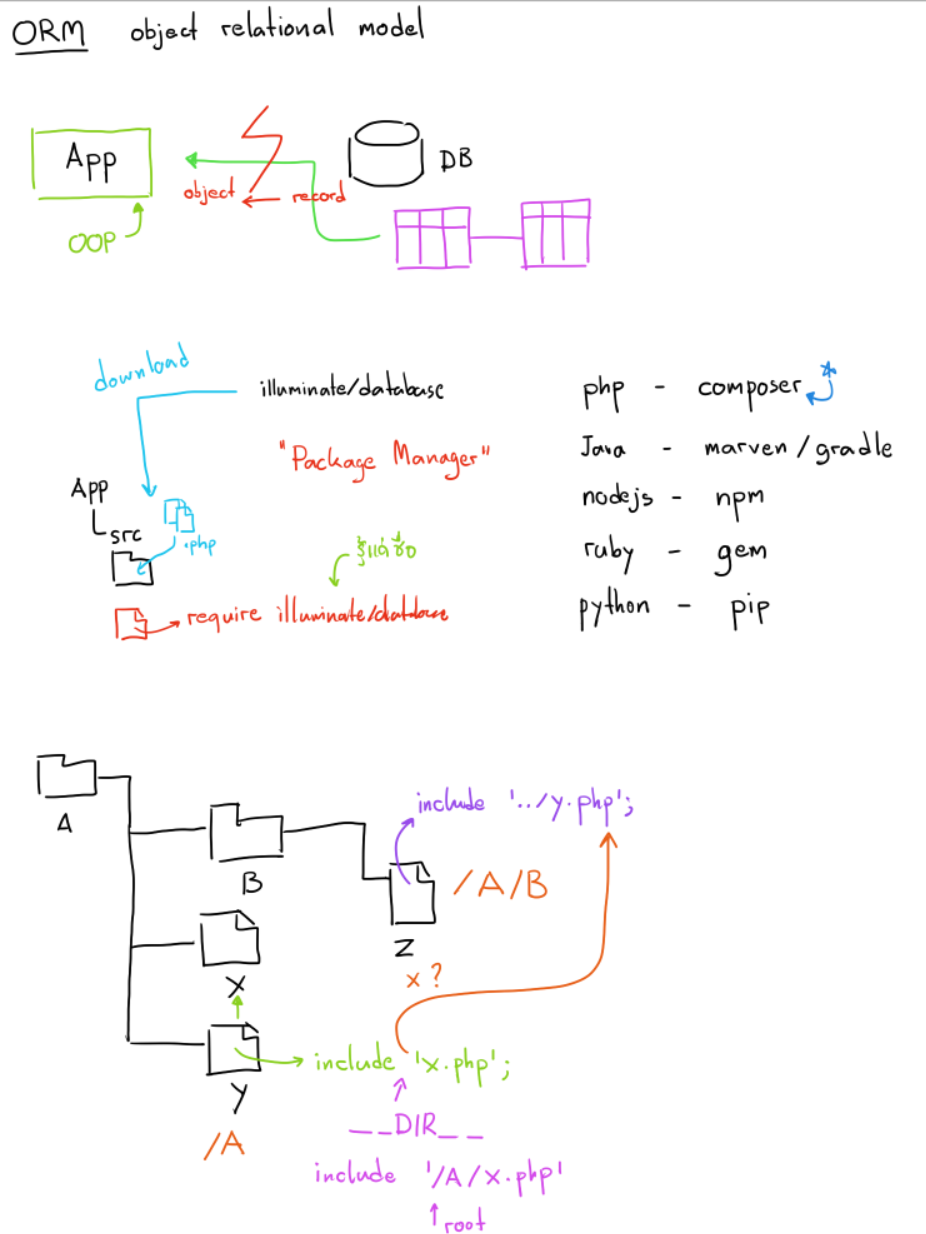 ORM object relational model
App
DB
object ← record
OOP
download
illuminate/database
"Package Manager"
App
src
.php
รู้แค่ชื่อ
require illuminate/database
php - composer *
Java - marven / gradle
nodejs - npm
ruby - gem
python - pip
A
include '../y.php';
B
/A/B
Z
X
x ?
include 'x.php';
y
__DIR__
/A
include '/A/x.php'
root